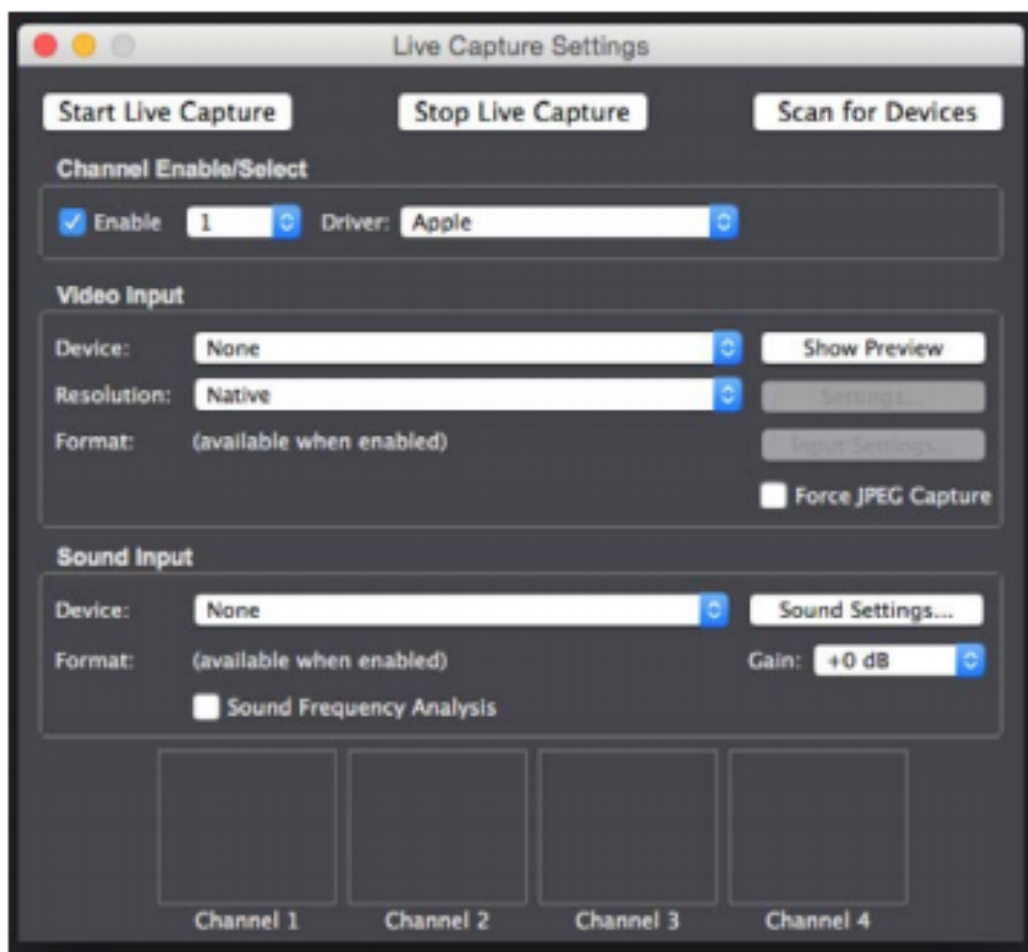 Live Capture Settings
Start Live Capture Stop Live Capture Scan for Devices
Channel Enable/Select
Enable 1 Driver: Apple
Video Input
Device: None Show Preview
Resolution: Native Settings...
Format: (available when enabled) Input Settings...
Force JPEG Capture
Sound Input
Device: None Sound Settings...
Format: (available when enabled) Gain: +0 dB
Sound Frequency Analysis
Channel 1 Channel 2 Channel 3 Channel 4